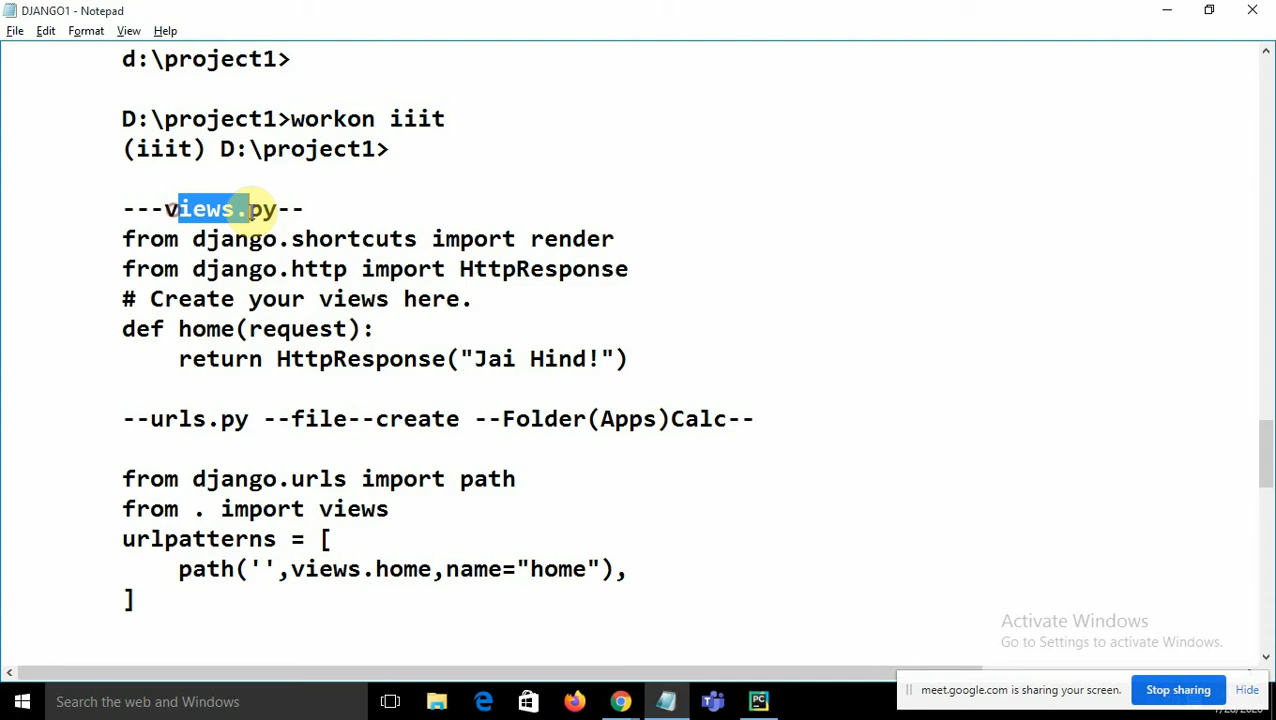 DJANGO1 - Notepad
File Edit Format View Help
d:\project1>
D:\project1>workon iiit
(iiit) D:\project1>
---views.py--
from django.shortcuts import render
from django.http import HttpResponse
# Create your views here.
def home(request):
return HttpResponse("Jai Hind!")
--urls.py --file--create --Folder(Apps)Calc--
from django.urls import path
from . import views
urlpatterns = [
path('',views.home,name="home"),
]
Activate Windows
Go to Settings to activate Windows.
meet.google.com is sharing your screen. Stop sharing Hide
Search the web and Windows